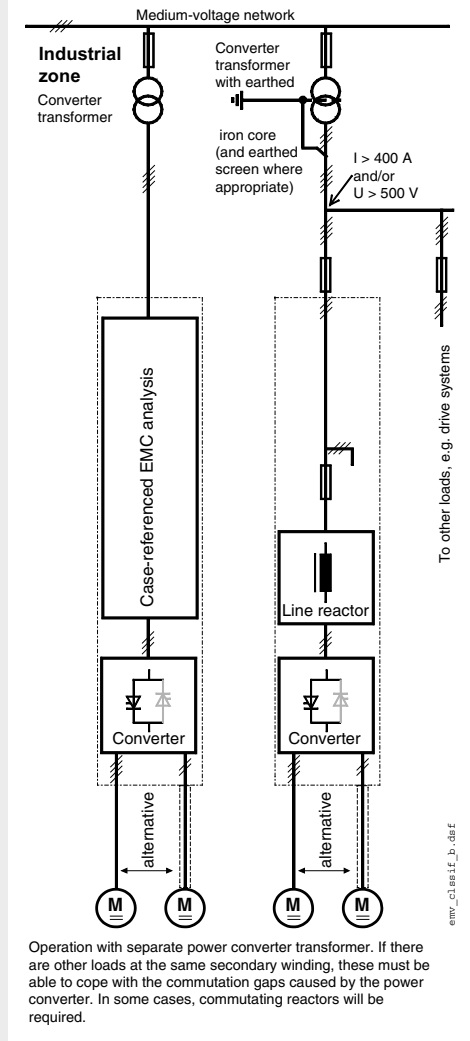 Medium-voltage network
Industrial
zone
Converter
transformer
Converter
transformer
with earthed
iron core
(and earthed
screen where
appropriate)
I > 400 A
and/or
U > 500 V
To other loads, e.g. drive systems
Case-referenced EMC analysis
Line reactor
Converter
Converter
alternative
alternative
M
M
M
M
emv_clssif_b.dsf
Operation with separate power converter transformer. If there
are other loads at the same secondary winding, these must be
able to cope with the commutation gaps caused by the power
converter. In some cases, commutating reactors will be
required.